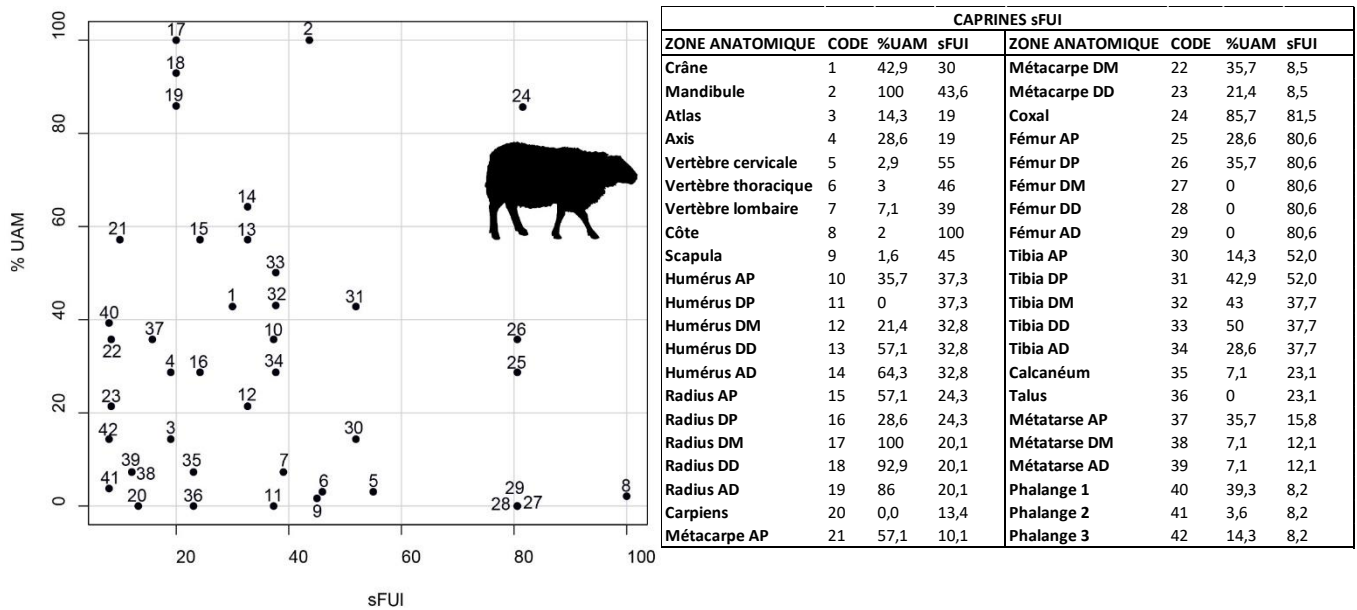 100
80
60
40
20
0
% UAM
17
2
18
19
24
14
21
15
13
33
1
32
31
40
22
37
10
26
4
16
34
25
23
12
42
3
30
39
38
35
7
41
20
36
11
6
9
5
29
28
27
8
20
40
60
80
100
sFUI
CAPRINES sFUI
ZONE ANATOMIQUE CODE %UAM sFUI ZONE ANATOMIQUE CODE %UAM sFUI
Crâne 1 42,9 30 Métacarpe DM 22 35,7 8,5
Mandibule 2 100 43,6 Métacarpe DD 23 21,4 8,5
Atlas 3 14,3 19 Coxal 24 85,7 81,5
Axis 4 28,6 19 Fémur AP 25 28,6 80,6
Vertèbre cervicale 5 2,9 55 Fémur DP 26 35,7 80,6
Vertèbre thoracique 6 3 46 Fémur DM 27 0 80,6
Vertèbre lombaire 7 7,1 39 Fémur DD 28 0 80,6
Côte 8 2 100 Fémur AD 29 0 80,6
Scapula 9 1,6 45 Tibia AP 30 14,3 52,0
Humérus AP 10 35,7 37,3 Tibia DP 31 42,9 52,0
Humérus DP 11 0 37,3 Tibia DM 32 43 37,7
Humérus DM 12 21,4 32,8 Tibia DD 33 50 37,7
Humérus DD 13 57,1 32,8 Tibia AD 34 28,6 37,7
Humérus AD 14 64,3 32,8 Calcanéum 35 7,1 23,1
Radius AP 15 57,1 24,3 Talus 36 0 23,1
Radius DP 16 28,6 24,3 Métatarse AP 37 35,7 15,8
Radius DM 17 100 20,1 Métatarse DM 38 7,1 12,1
Radius DD 18 92,9 20,1 Métatarse AD 39 7,1 12,1
Radius AD 19 86 20,1 Phalange 1 40 39,3 8,2
Carpiens 20 0,0 13,4 Phalange 2 41 3,6 8,2
Métacarpe AP 21 57,1 10,1 Phalange 3 42 14,3 8,2